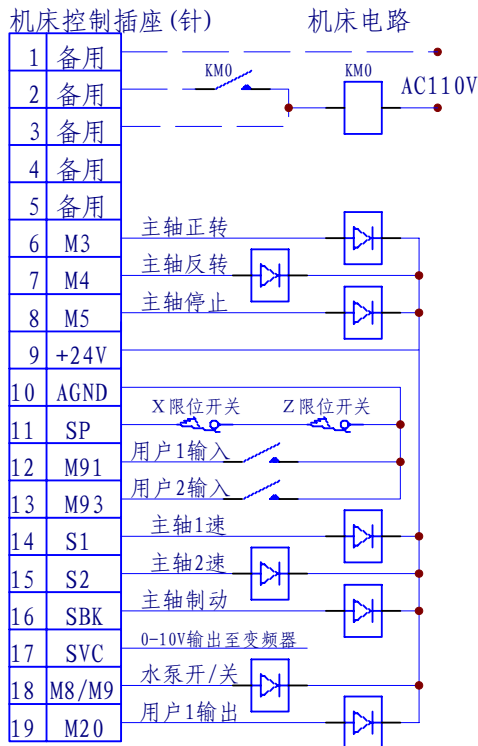 机床控制插座(针) 机床电路
1 备用
KM0 KM0 AC110V
2 备用
3 备用
4 备用
5 备用
6 M3 主轴正转
7 M4 主轴反转
8 M5 主轴停止
9 +24V
10 AGND
X限位开关 Z限位开关
11 SP
12 M91 用户1输入
13 M93 用户2输入
14 S1 主轴1速
15 S2 主轴2速
16 SBK 主轴制动
17 SVC 0-10V输出至变频器
18 M8/M9 水泵开/关
19 M20 用户1输出